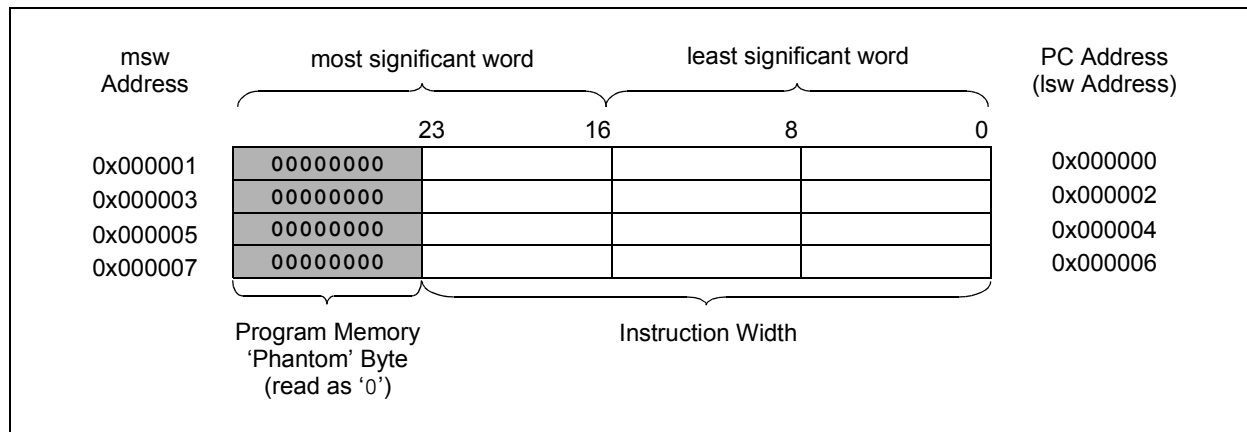 msw
Address
most significant word
least significant word
PC Address
(lsw Address)
23 16 8 0
0x000001 00000000 0x000000
0x000003 00000000 0x000002
0x000005 00000000 0x000004
0x000007 00000000 0x000006
Program Memory
‘Phantom’ Byte
(read as ‘0’)
Instruction Width